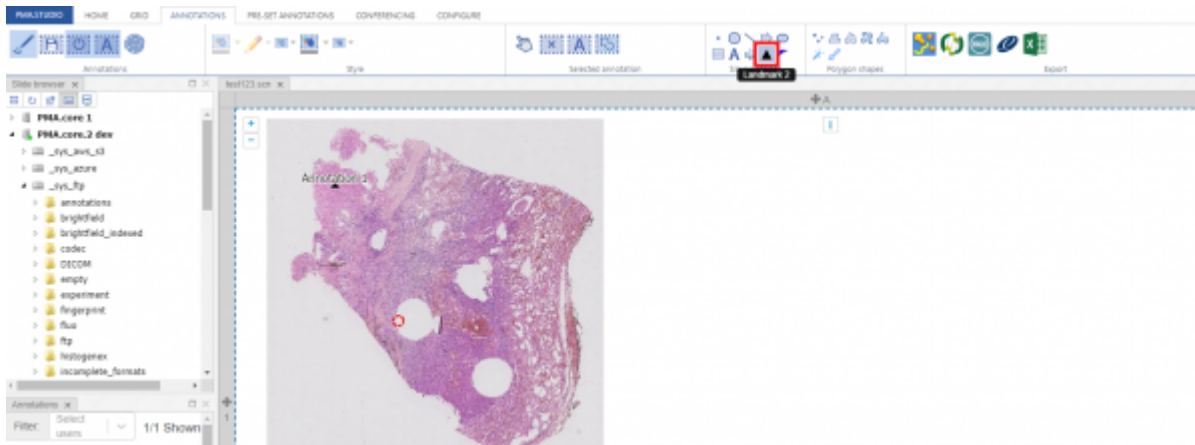 PMA.STUDIO HOME GRID ANNOTATIONS PRE-SET ANNOTATIONS CONFERENCING CONFIGURE
Annotations Style Selected annotation Polygon shapes Export
Landmark 2
Slide browser × test123.scn ×
A
PMA.core 1
PMA.core.2 dev
_sys_aws_s3
_sys_azure
_sys_ftp
annotations
brightfield
brightfield_indexed
codec
DICOM
empty
experiment
fingerprint
fluo
ftp
histogenex
incomplete_formats
Annotation 1
Annotations ×
1
Filter: Select users 1/1 Shown